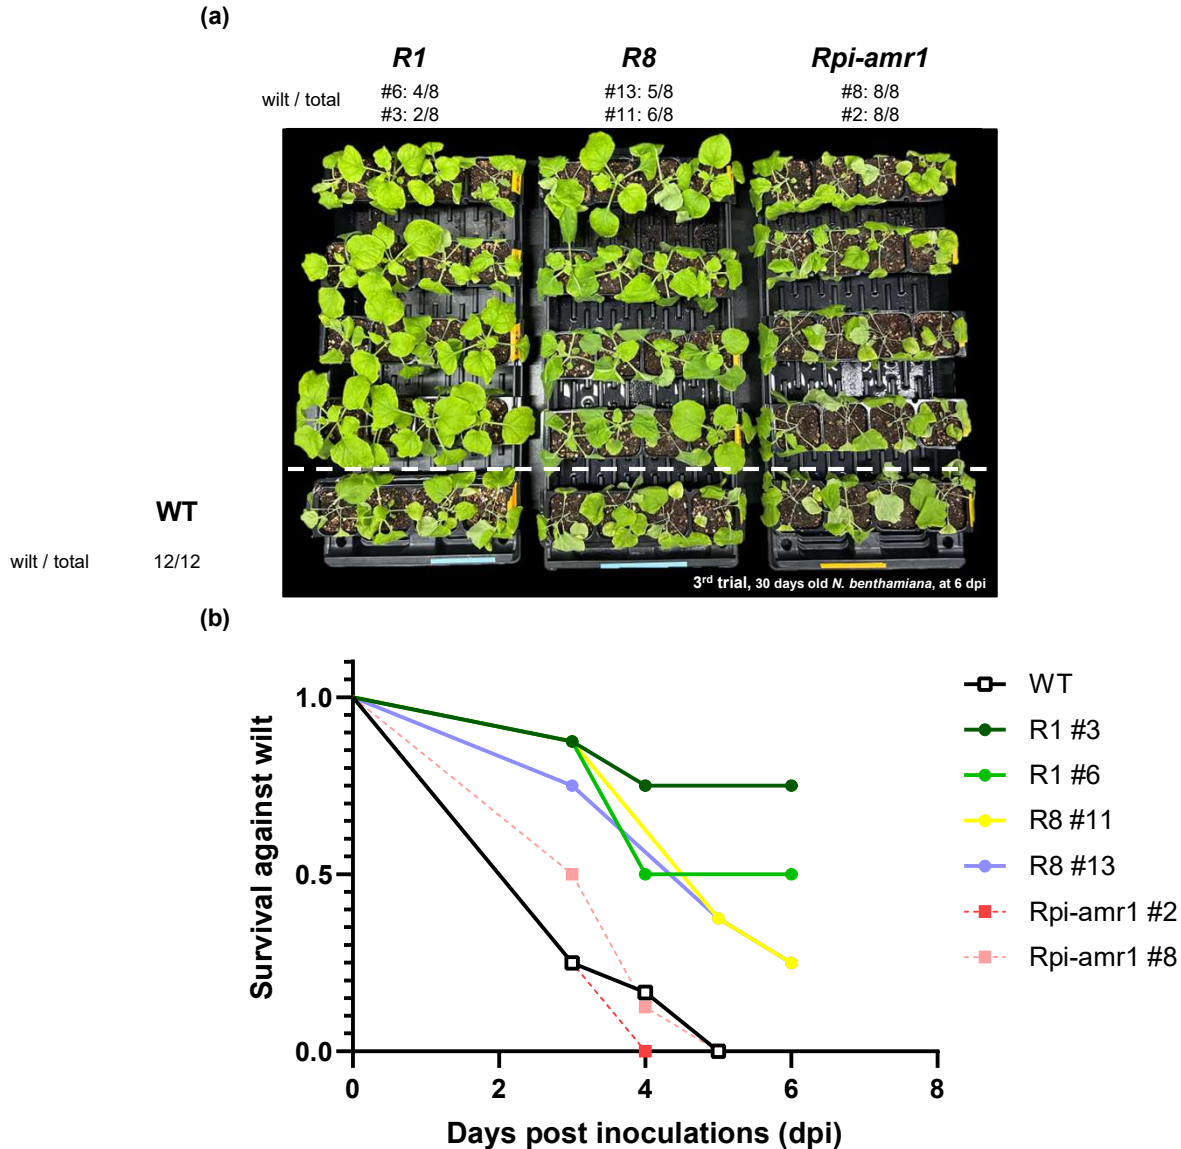 (a)
R1 R8 Rpi-amr1
wilt / total #6: 4/8 #13: 5/8 #8: 8/8
#3: 2/8 #11: 6/8 #2: 8/8
WT
wilt / total 12/12
3rd trial, 30 days old N. benthamiana, at 6 dpi
(b)
Survival against wilt
1.0
0.5
0.0
0 2 4 6 8
Days post inoculations (dpi)
WT
R1 #3
R1 #6
R8 #11
R8 #13
Rpi-amr1 #2
Rpi-amr1 #8